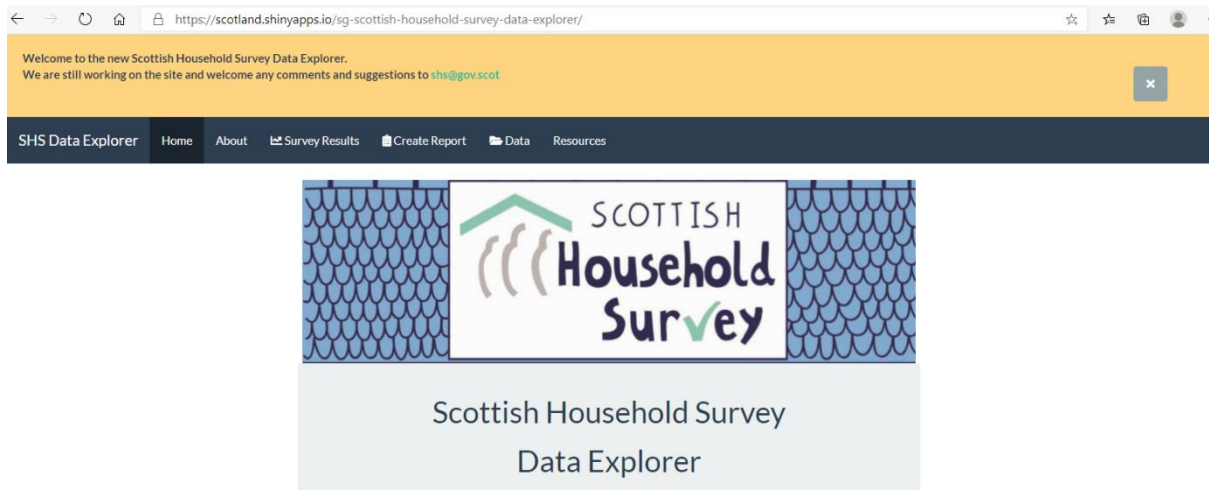 https://scotland.shinyapps.io/sg-scottish-household-survey-data-explorer/
Welcome to the new Scottish Household Survey Data Explorer.
We are still working on the site and welcome any comments and suggestions to shs@gov.scot
SHS Data Explorer Home About Survey Results Create Report Data Resources
SCOTTISH
Household
Survey
Scottish Household Survey
Data Explorer